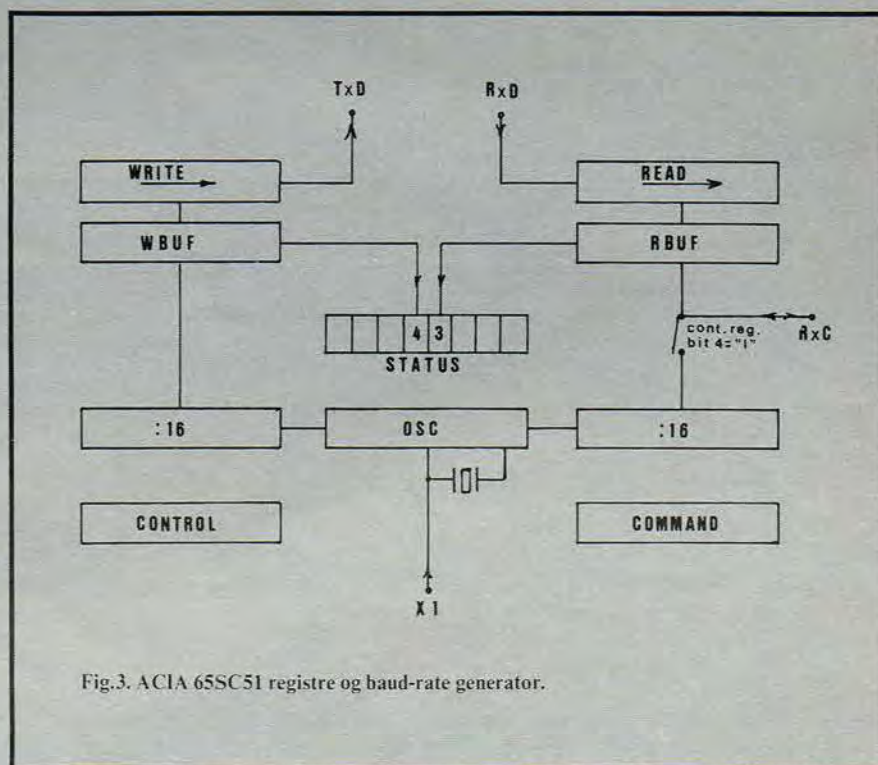 TxD RxD
WRITE READ
WBUF RBUF
4 3
STATUS
cont.reg.
bit 4="1"
RxC
:16 OSC :16
CONTROL COMMAND
X1
Fig.3. ACIA 65SC51 registre og baud-rate generator.